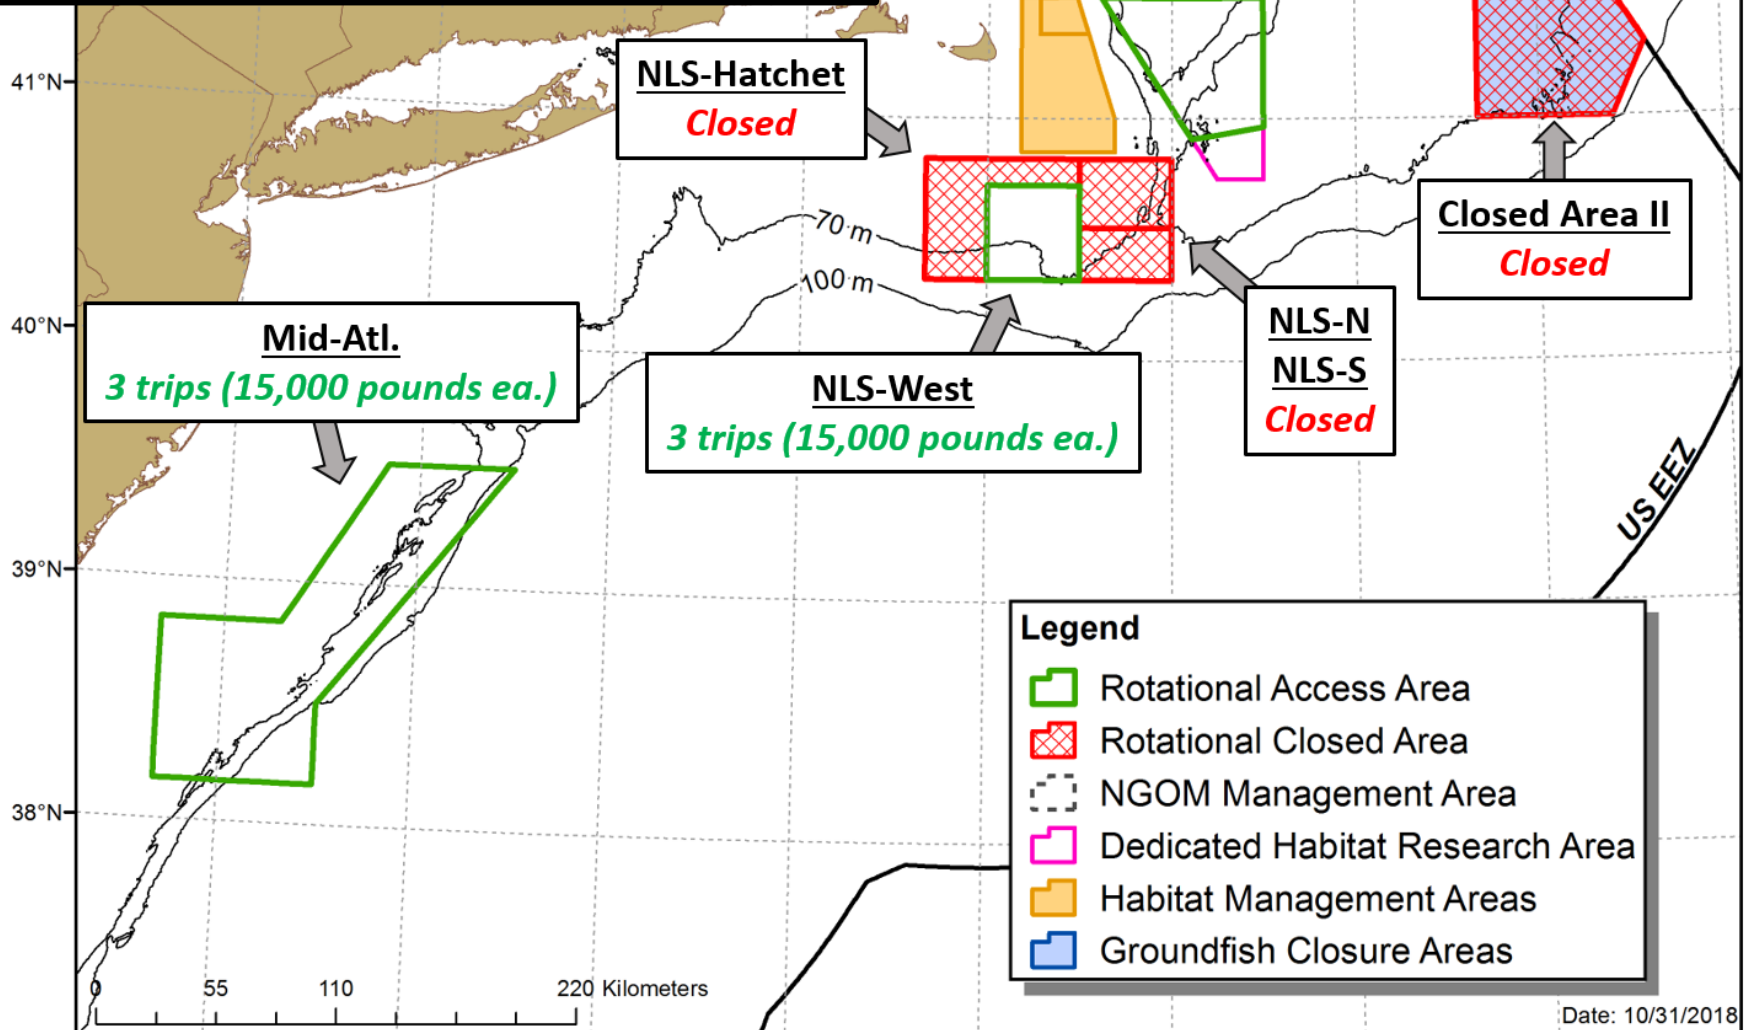 41°N
40°N
39°N
38°N
NLS-Hatchet
Closed
Closed Area II
Closed
70 m
100 m
Mid-Atl.
3 trips (15,000 pounds ea.)
NLS-West
3 trips (15,000 pounds ea.)
NLS-N
NLS-S
Closed
US EEZ
Legend
Rotational Access Area
Rotational Closed Area
NGOM Management Area
Dedicated Habitat Research Area
Habitat Management Areas
Groundfish Closure Areas
0 55 110 220 Kilometers
Date: 10/31/2018